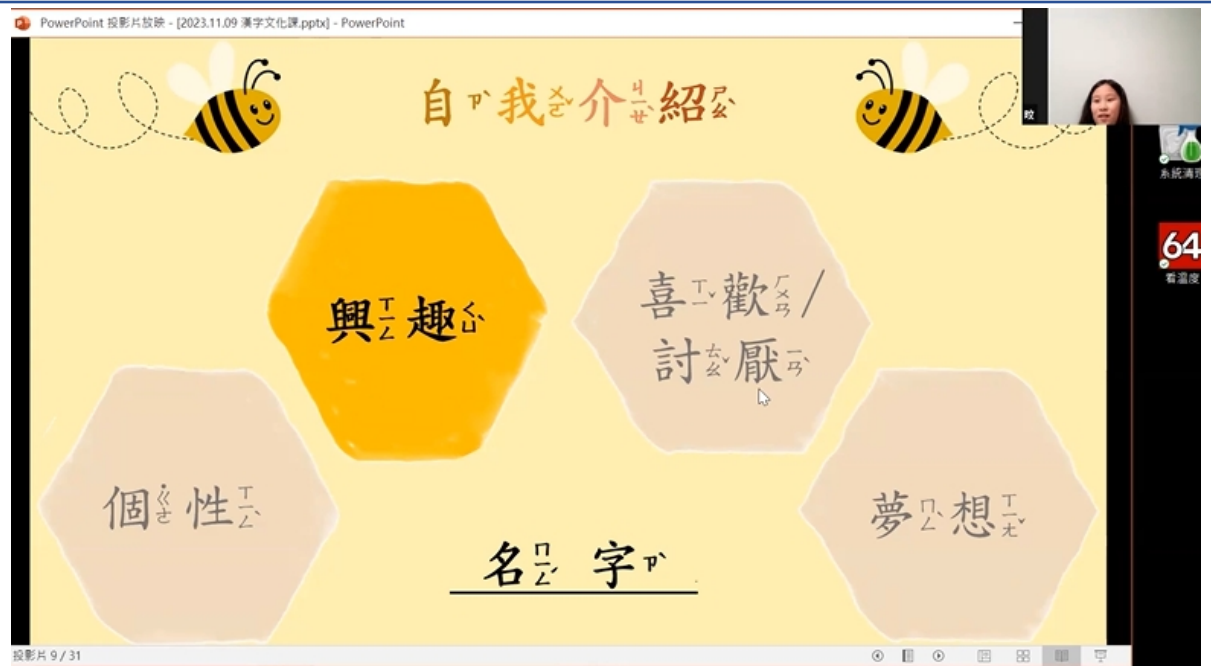 PowerPoint 投影片放映 - [2023.11.09 漢字文化課.pptx] - PowerPoint
自ㄗˋ我ㄨㄛˇ介ㄐㄧㄝˋ紹ㄕㄠˋ
興ㄒㄧㄥˋ趣ㄑㄩˋ
喜ㄒㄧˇ歡ㄏㄨㄢ/
討ㄊㄠˇ厭ㄧㄢˋ
個ㄍㄜˋ性ㄒㄧㄥˋ
夢ㄇㄥˋ想ㄒㄧㄤˇ
名ㄇㄧㄥˊ 字ㄗˋ
系統清理
64
看溫度
投影片 9 / 31